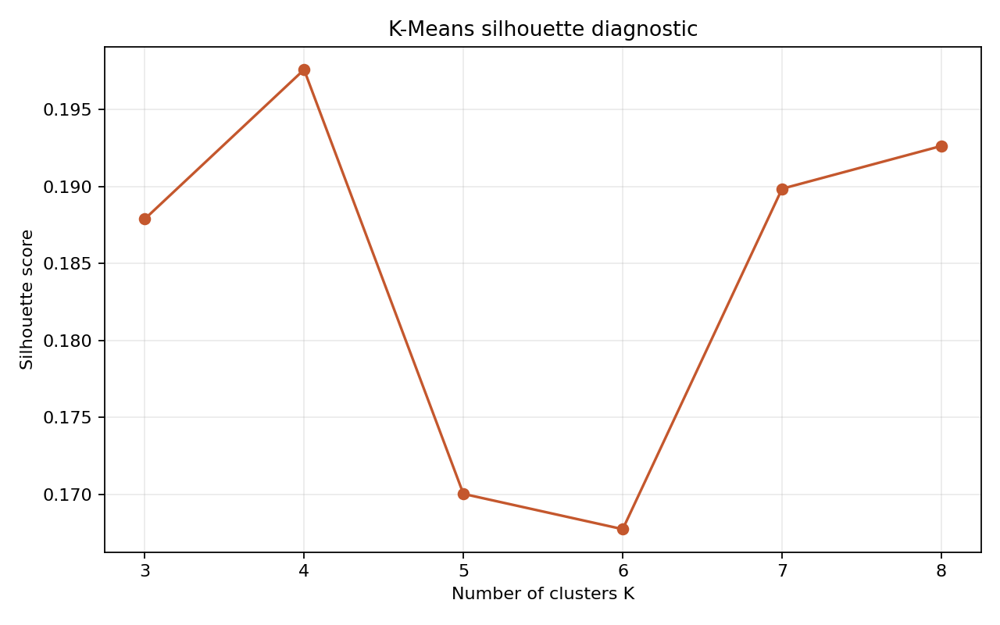 K-Means silhouette diagnostic
Silhouette score
0.195
0.190
0.185
0.180
0.175
0.170
3 4 5 6 7 8
Number of clusters K